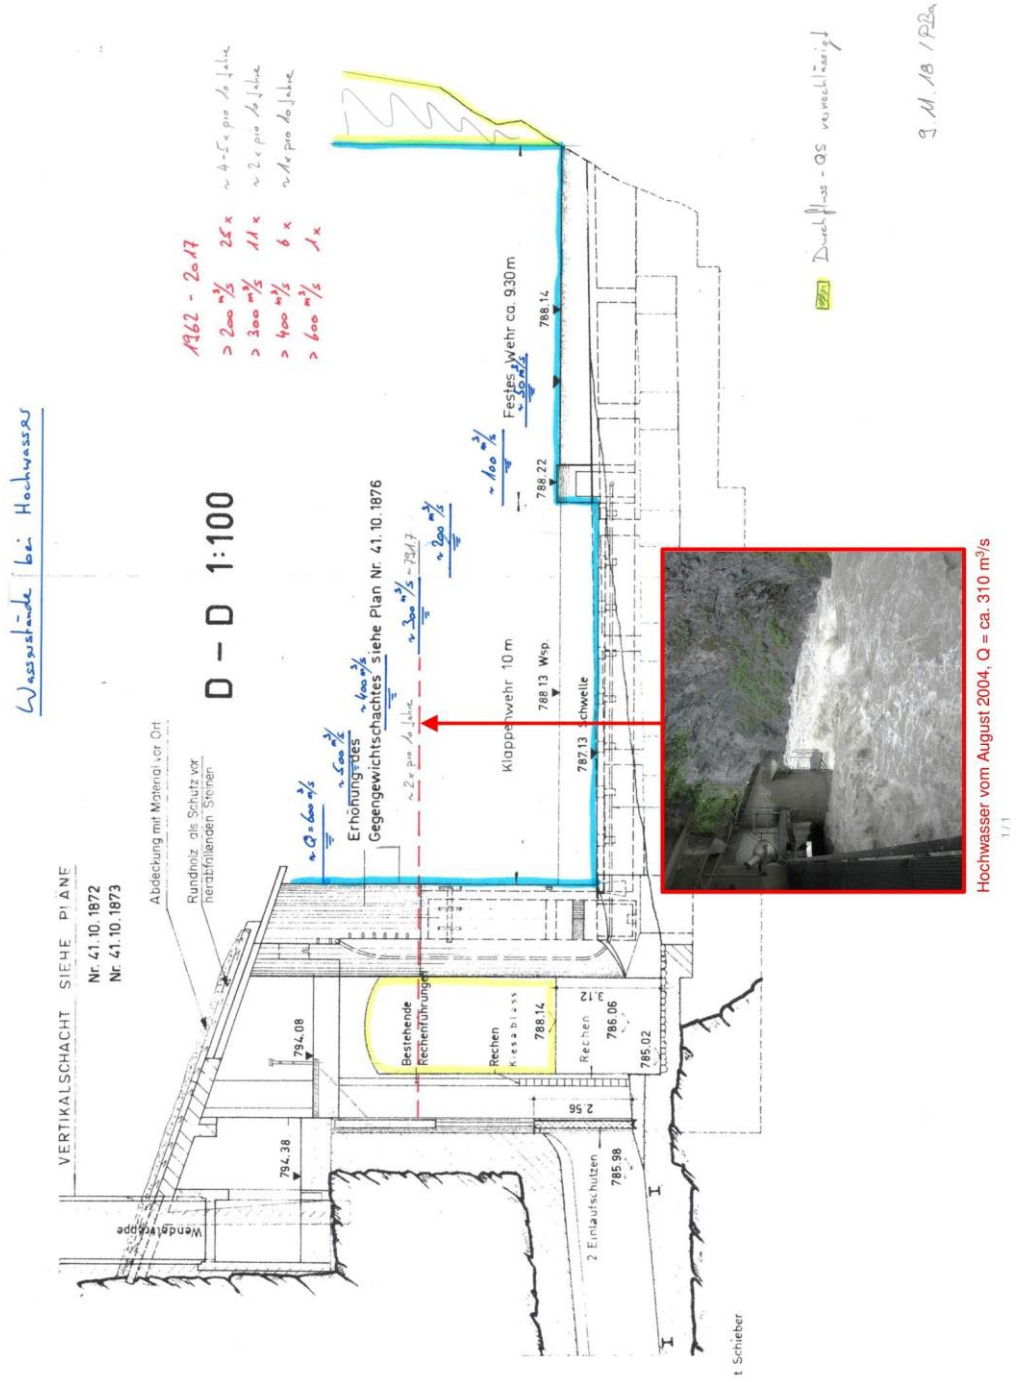 Wasserstände bei Hochwasser
VERTIKALSCHACHT SIEHE PLÄNE
Nr. 41.10.1872
Nr. 41.10.1873
D – D 1:100
1962 - 2017
> 200 m³/s 25 x ~ 4-5 x pro 10 Jahre
> 300 m³/s 11 x ~ 2 x pro 10 Jahre
> 400 m³/s 6 x ~ 1 x pro 10 Jahre
> 600 m³/s 1 x
Abdeckung mit Material vor Ort
Rundholz als Schutz vor
herabfallenden Steinen
Wendeltreppe
794.38
794.08
~ Q = 600 m³/s
~ 500 m³/s
Erhöhung des
~ 400 m³/s
Gegengewichtschachtes siehe Plan Nr. 41.10.1876
~ 2 x pro 10 Jahre
~ 300 m³/s ~ 791.7
~ 200 m³/s
~ 100 m³/s
Festes Wehr ca. 9.30m
~ 50 m³/s
Bestehende
Rechenführungen
Rechen
Kiesablass
788.14
Klappenwehr 10 m
788.13 Wsp.
788.22
788.14
787.13 Schwelle
Rechen
3.12
786.06
785.02
2.56
2 Einlaufschützen
785.98
t Schieber
Durchfluss - QS vernachlässigt
9.11.18 / PBa
Hochwasser vom August 2004, Q = ca. 310 m³/s
1 / 1